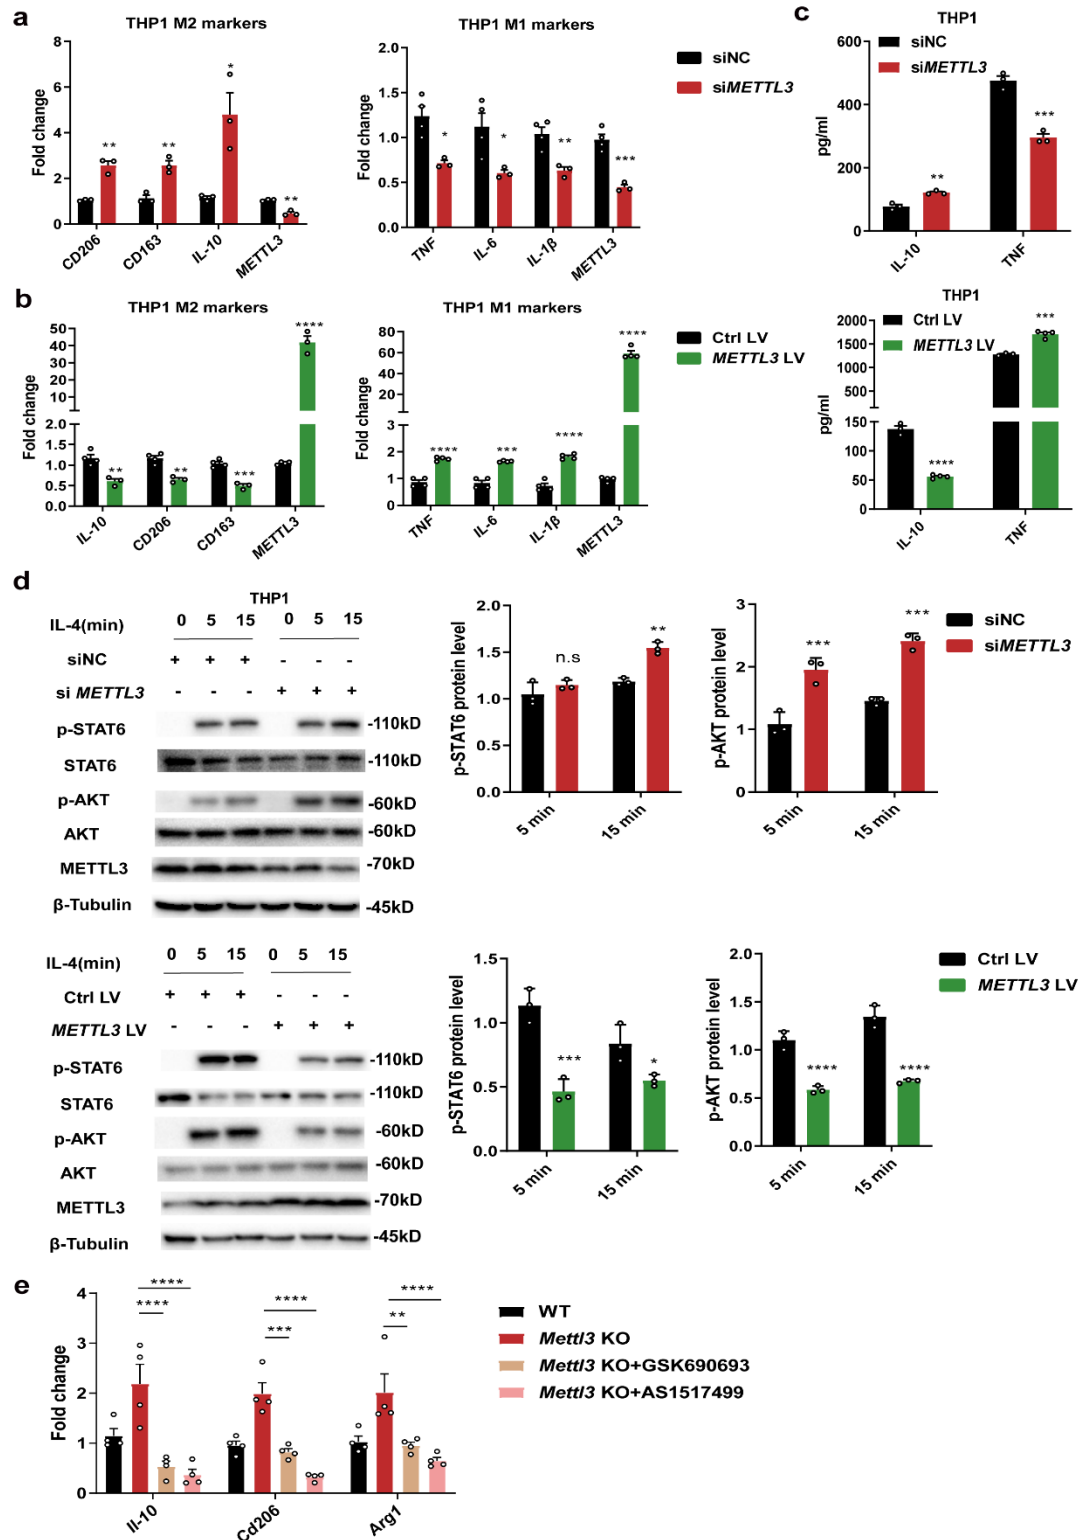 a
THP1 M2 markers
Fold change
8
6
4
2
0
*
**
**
**
CD206
CD163
IL-10
METTL3
THP1 M1 markers
Fold change
2.0
1.5
1.0
0.5
0.0
*
*
**
***
TNF
IL-6
IL-1β
METTL3
siNC
siMETTL3
c
THP1
siNC
siMETTL3
pg/ml
600
400
200
0
**
***
IL-10
TNF
b
THP1 M2 markers
Fold change
50
40
30
20
10
2.0
1.5
1.0
0.5
0.0
**
**
***
****
IL-10
CD206
CD163
METTL3
THP1 M1 markers
Fold change
80
60
40
20
3
2
1
0
****
***
****
****
TNF
IL-6
IL-1β
METTL3
Ctrl LV
METTL3 LV
THP1
Ctrl LV
METTL3 LV
pg/ml
2000
1500
1000
500
150
100
50
0
****
***
IL-10
TNF
d
THP1
IL-4(min) 0 5 15 0 5 15
siNC + + + - - -
si METTL3 - - - + + +
p-STAT6 -110kD
STAT6 -110kD
p-AKT -60kD
AKT -60kD
METTL3 -70kD
β-Tubulin -45kD
p-STAT6 protein level
2.0
1.5
1.0
0.5
0.0
n.s
**
5 min
15 min
p-AKT protein level
3
2
1
0
***
***
5 min
15 min
siNC
siMETTL3
IL-4(min) 0 5 15 0 5 15
Ctrl LV + + + - - -
METTL3 LV - - - + + +
p-STAT6 -110kD
STAT6 -110kD
p-AKT -60kD
AKT -60kD
METTL3 -70kD
β-Tubulin -45kD
p-STAT6 protein level
1.5
1.0
0.5
0.0
***
*
5 min
15 min
p-AKT protein level
2.0
1.5
1.0
0.5
0.0
****
****
5 min
15 min
Ctrl LV
METTL3 LV
e
Fold change
4
3
2
1
0
****
****
****
***
****
**
Il-10
Cd206
Arg1
WT
Mettl3 KO
Mettl3 KO+GSK690693
Mettl3 KO+AS1517499